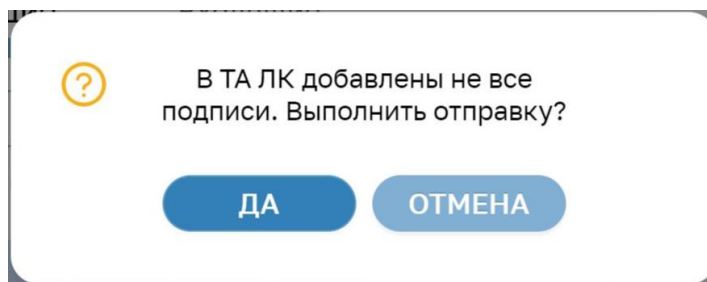 В ТА ЛК добавлены не все
подписи. Выполнить отправку?
ДА
ОТМЕНА